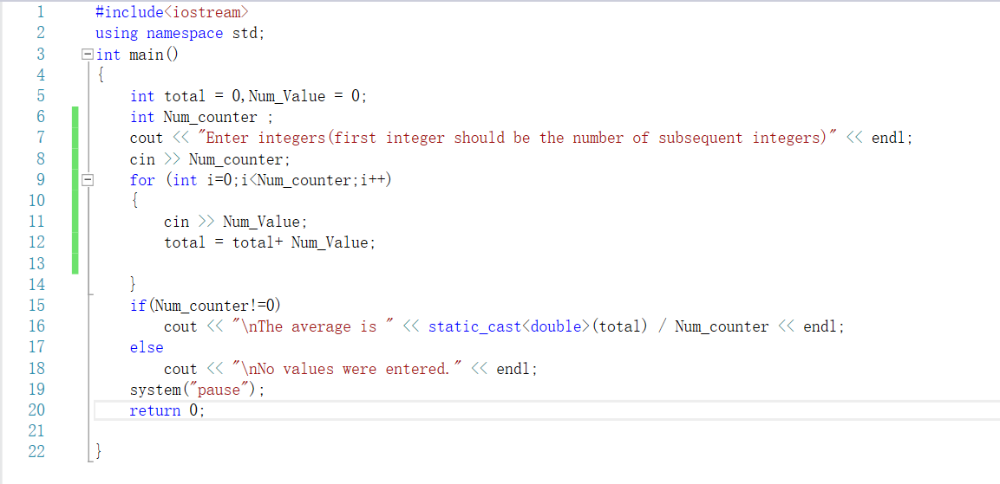 1 #include<iostream>
2 using namespace std;
3 int main()
4 {
5 int total = 0,Num_Value = 0;
6 int Num_counter ;
7 cout << "Enter integers(first integer should be the number of subsequent integers)" << endl;
8 cin >> Num_counter;
9 for (int i=0;i<Num_counter;i++)
10 {
11 cin >> Num_Value;
12 total = total+ Num_Value;
13
14 }
15 if(Num_counter!=0)
16 cout << "\nThe average is " << static_cast<double>(total) / Num_counter << endl;
17 else
18 cout << "\nNo values were entered." << endl;
19 system("pause");
20 return 0;
21
22 }